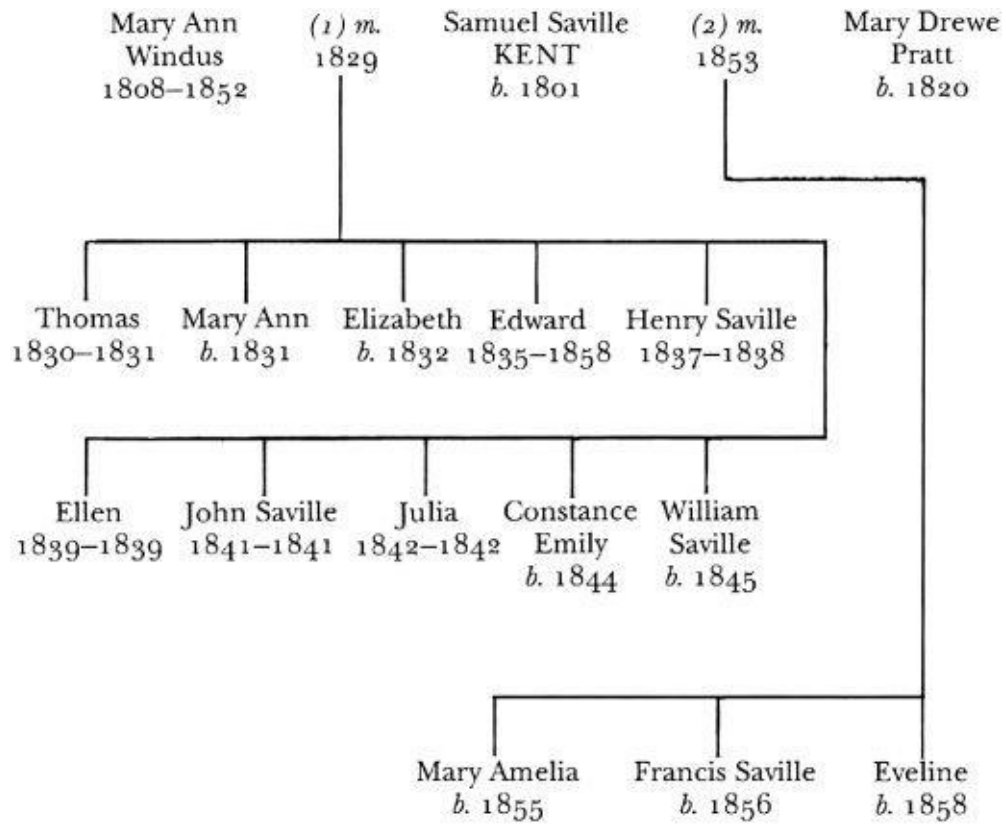 Mary Ann (1) m. Samuel Saville (2) m. Mary Drewe
Windus 1829 KENT 1853 Pratt
1808–1852 b. 1801 b. 1820
Thomas Mary Ann Elizabeth Edward Henry Saville
1830–1831 b. 1831 b. 1832 1835–1858 1837–1838
Ellen John Saville Julia Constance William
1839–1839 1841–1841 1842–1842 Emily Saville
b. 1844 b. 1845
Mary Amelia Francis Saville Eveline
b. 1855 b. 1856 b. 1858